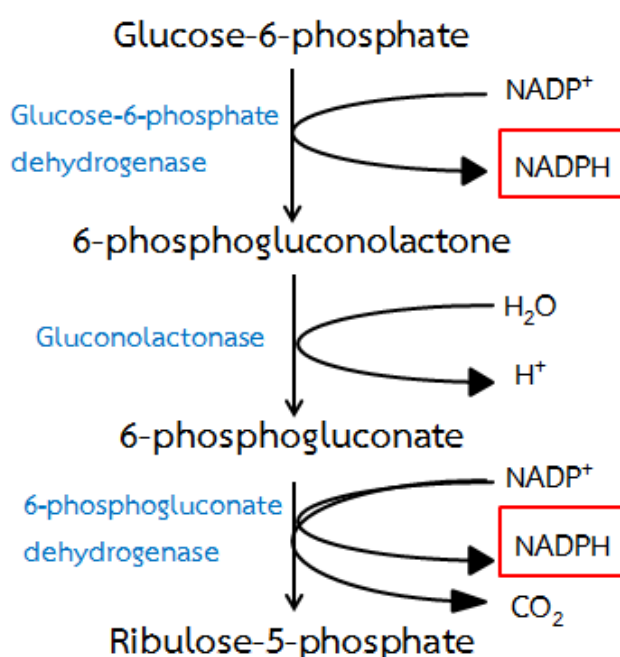 Glucose-6-phosphate
NADP⁺
Glucose-6-phosphate
dehydrogenase
NADPH
6-phosphogluconolactone
H₂O
Gluconolactonase
H⁺
6-phosphogluconate
NADP⁺
6-phosphogluconate
dehydrogenase
NADPH
CO₂
Ribulose-5-phosphate